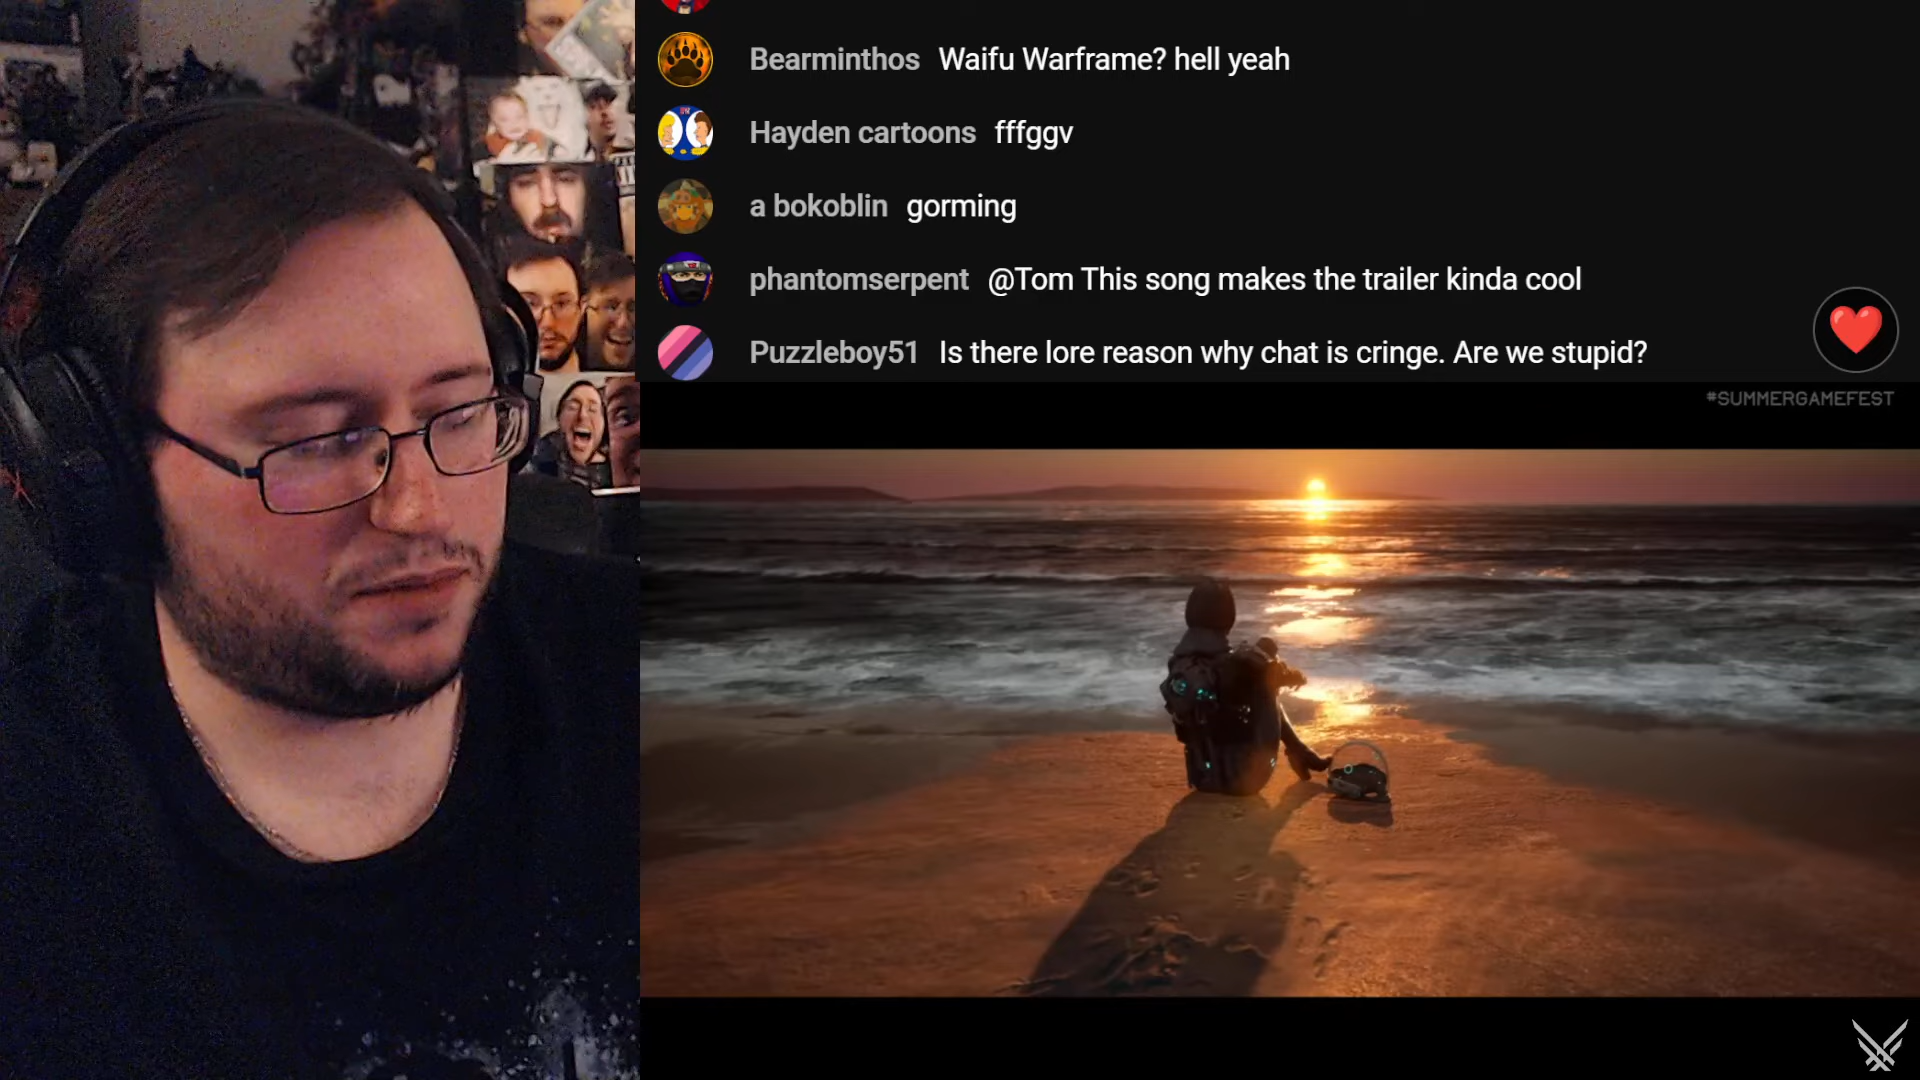 Bearminthos Waifu Warframe? hell yeah
Hayden cartoons fffggv
a bokoblin gorming
phantomserpent @Tom This song makes the trailer kinda cool
Puzzleboy51 Is there lore reason why chat is cringe. Are we stupid?
#SUMMERGAMEFEST